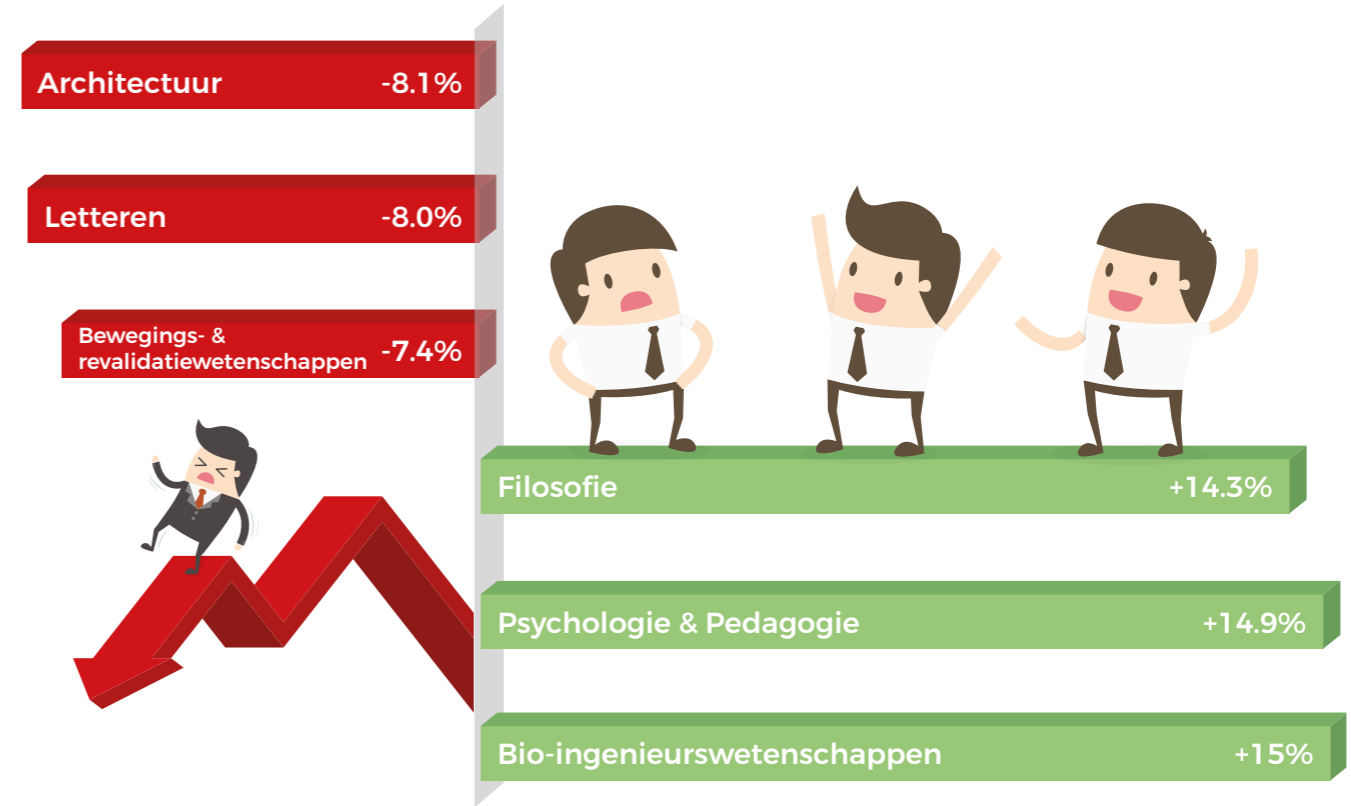 Architectuur -8.1%
Letteren -8.0%
Bewegings- &
revalidatiewetenschappen -7.4%
Filosofie +14.3%
Psychologie & Pedagogie +14.9%
Bio-ingenieurswetenschappen +15%